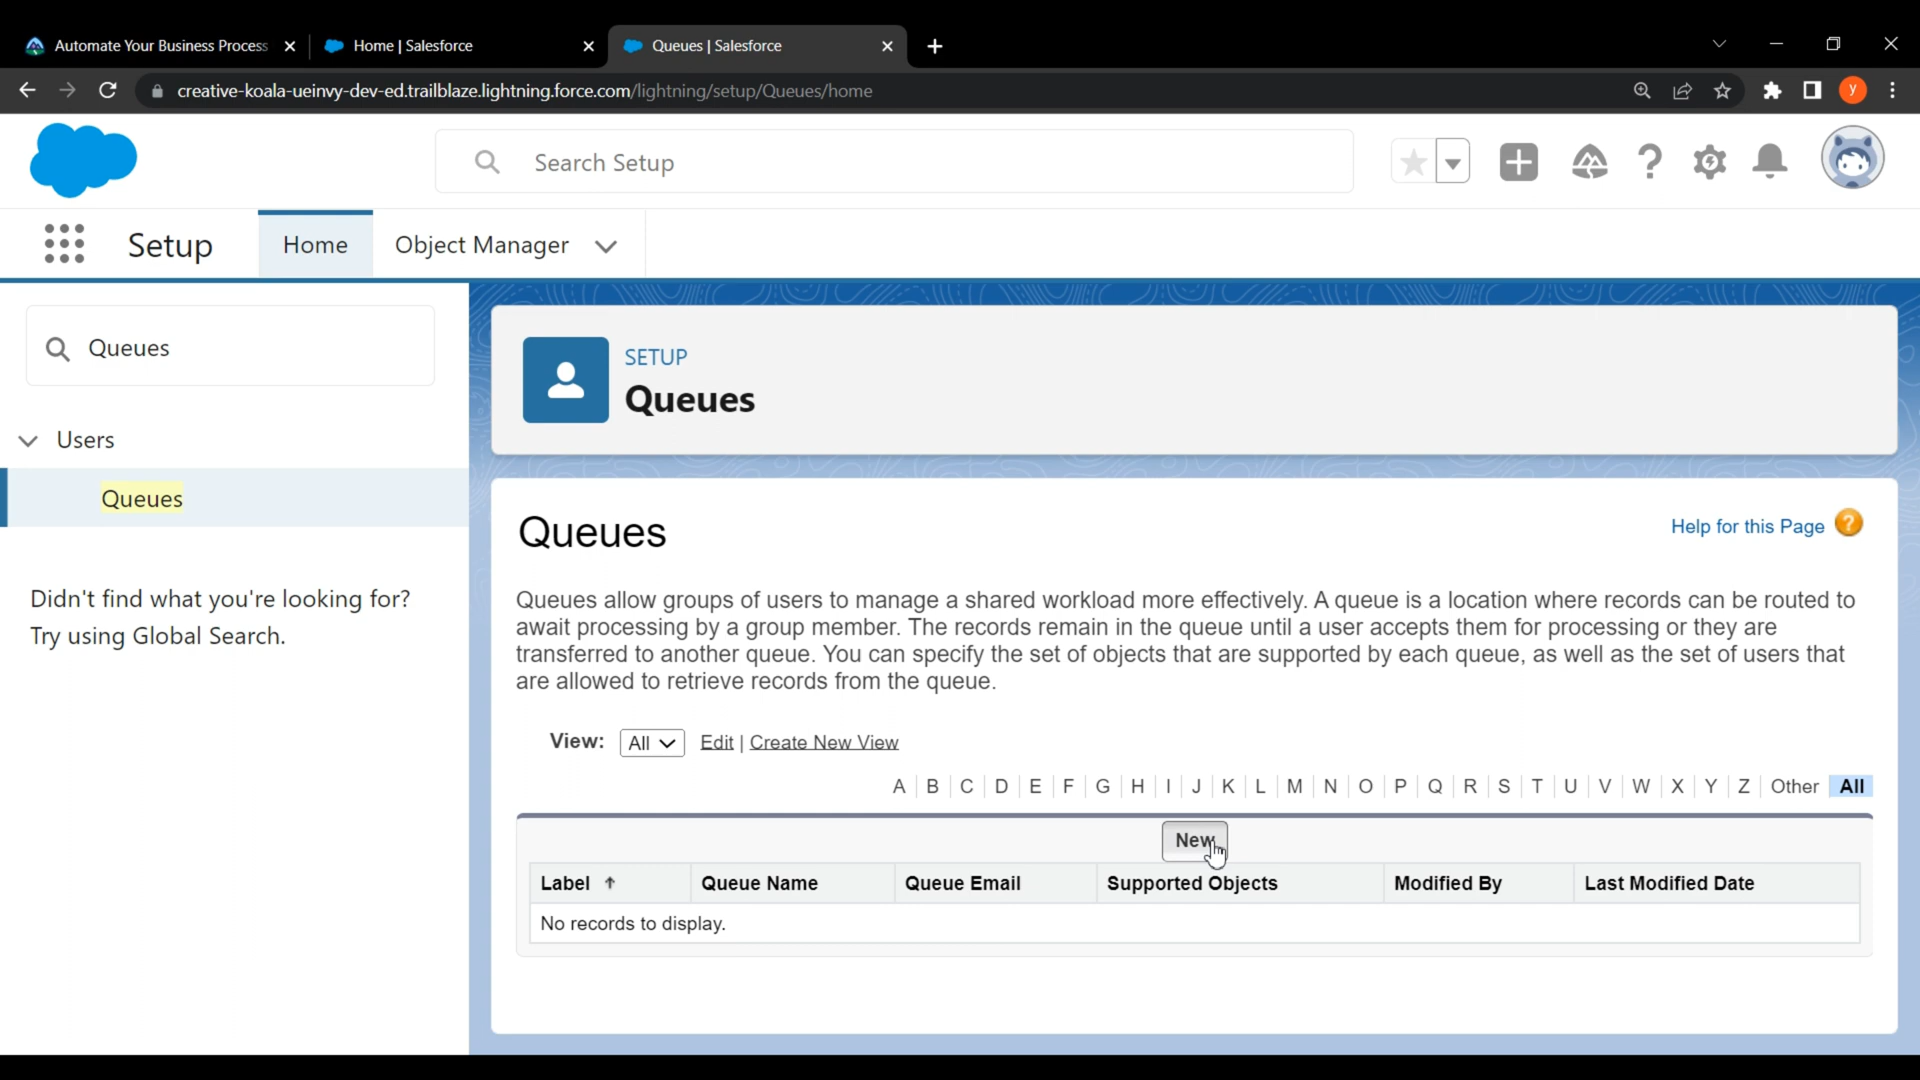 Automate Your Business Process
Home | Salesforce
Queues | Salesforce
creative-koala-ueinvy-dev-ed.trailblaze.lightning.force.com/lightning/setup/Queues/home
y
Search Setup
Setup
Home
Object Manager
Queues
Users
Queues
Didn't find what you're looking for?
Try using Global Search.
SETUP
Queues
Queues
Help for this Page ?
Queues allow groups of users to manage a shared workload more effectively. A queue is a location where records can be routed to
await processing by a group member. The records remain in the queue until a user accepts them for processing or they are
transferred to another queue. You can specify the set of objects that are supported by each queue, as well as the set of users that
are allowed to retrieve records from the queue.
View: All Edit | Create New View
A B C D E F G H I J K L M N O P Q R S T U V W X Y Z Other All
New
Label Queue Name Queue Email Supported Objects Modified By Last Modified Date
No records to display.